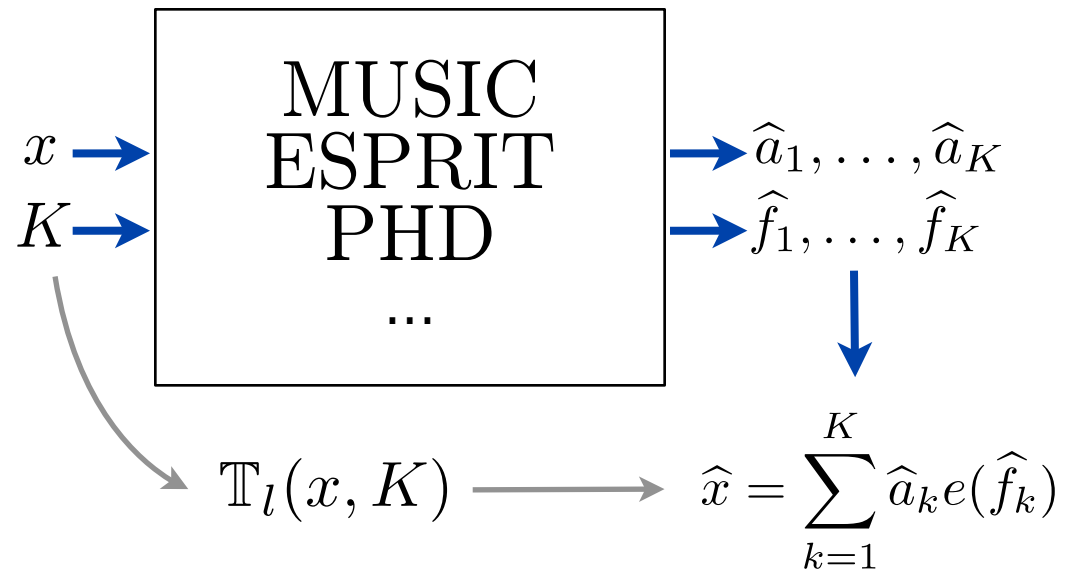 MUSIC
ESPRIT
PHD
...
x
K
â₁, . . . , â_K
f̂₁, . . . , f̂_K
𝕋_l(x, K)
x̂ = ∑_{k=1}^{K} â_k e(f̂_k)